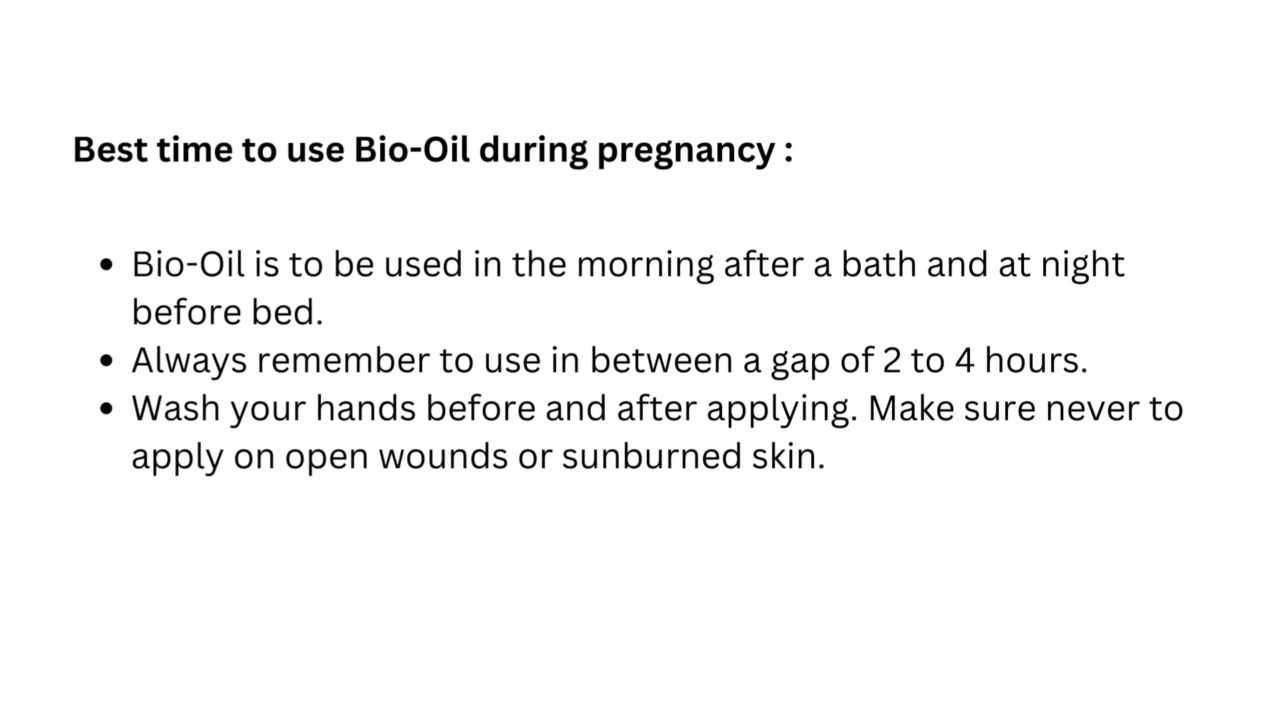 Best time to use Bio-Oil during pregnancy :
• Bio-Oil is to be used in the morning after a bath and at night
before bed.
• Always remember to use in between a gap of 2 to 4 hours.
• Wash your hands before and after applying. Make sure never to
apply on open wounds or sunburned skin.